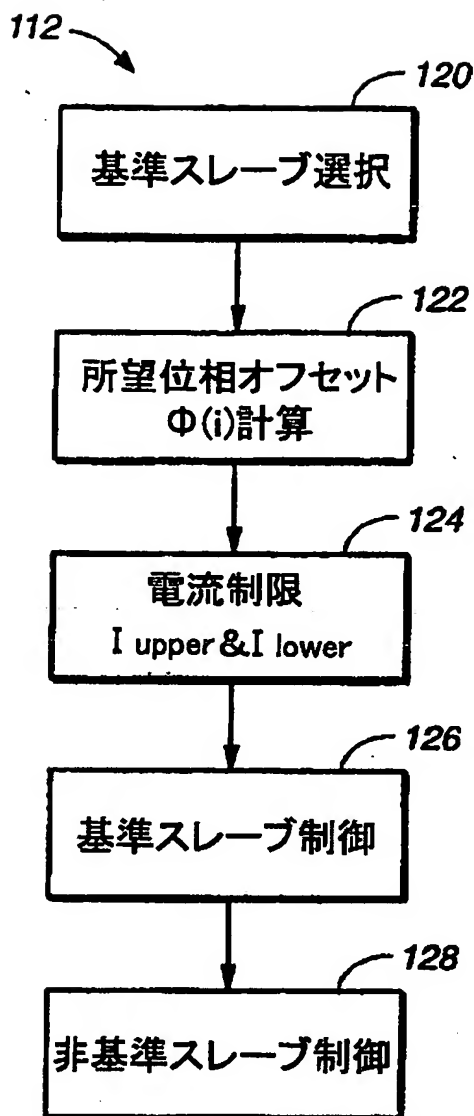 112
120
基準スレーブ選択
122
所望位相オフセット
Φ(i)計算
124
電流制限
I upper&I lower
126
基準スレーブ制御
128
非基準スレーブ制御